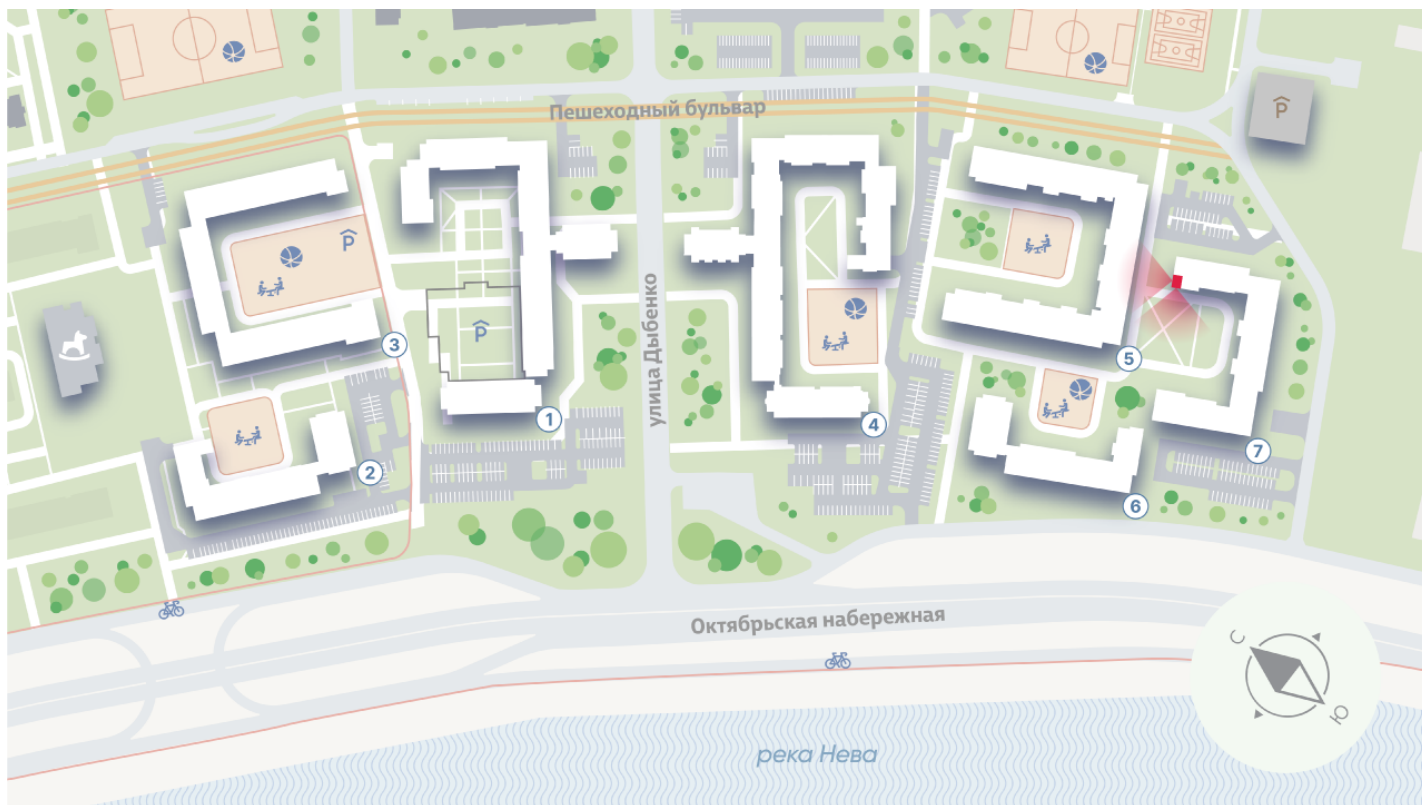 Р
Пешеходный бульвар
Р
улица Дыбенко
Р
3
5
1
4
7
2
6
Октябрьская набережная
С
Ю
река Нева